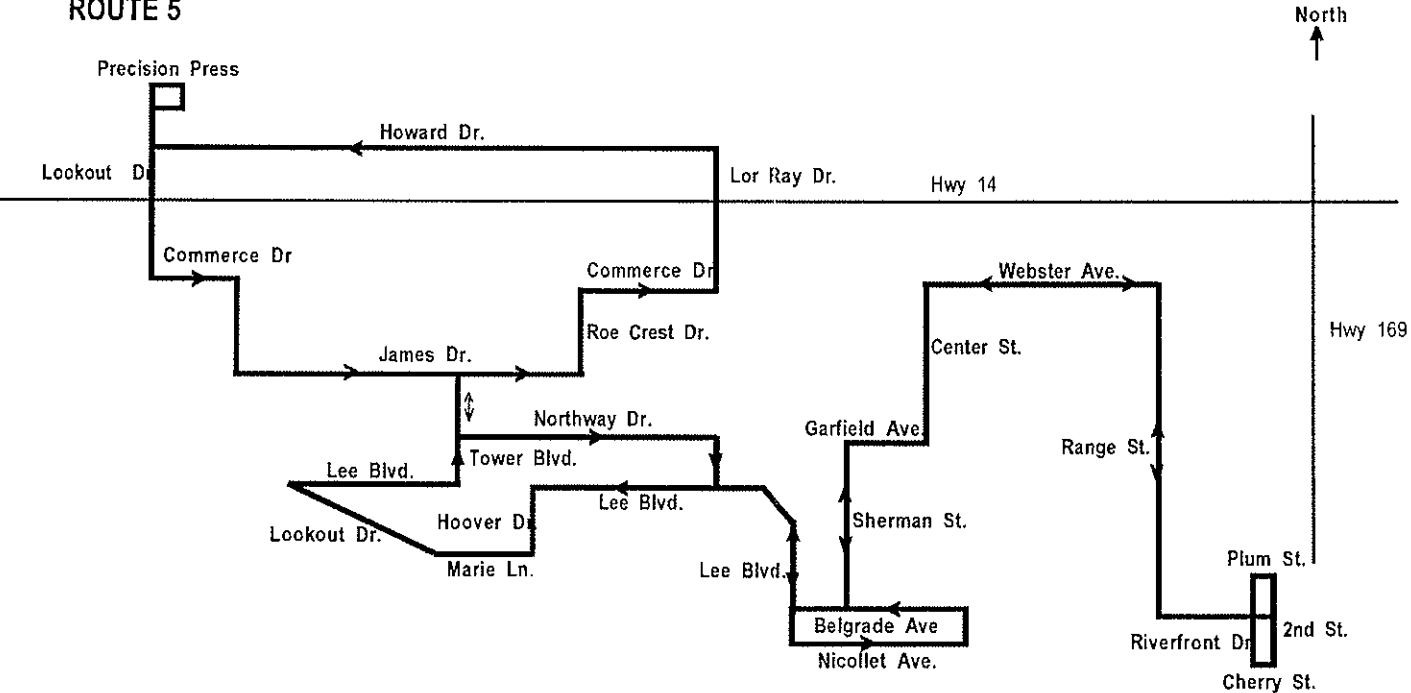 ROUTE 5
North
Precision Press
Howard Dr.
Lookout Dr
Lor Ray Dr.
Hwy 14
Commerce Dr
Commerce Dr
Webster Ave.
Roe Crest Dr.
Hwy 169
James Dr.
Center St.
Northway Dr.
Garfield Ave.
Range St.
Tower Blvd.
Lee Blvd.
Lee Blvd.
Hoover Dr
Sherman St.
Lookout Dr.
Marie Ln.
Lee Blvd.
Plum St.
Belgrade Ave
2nd St.
Riverfront Dr
Nicollet Ave.
Cherry St.